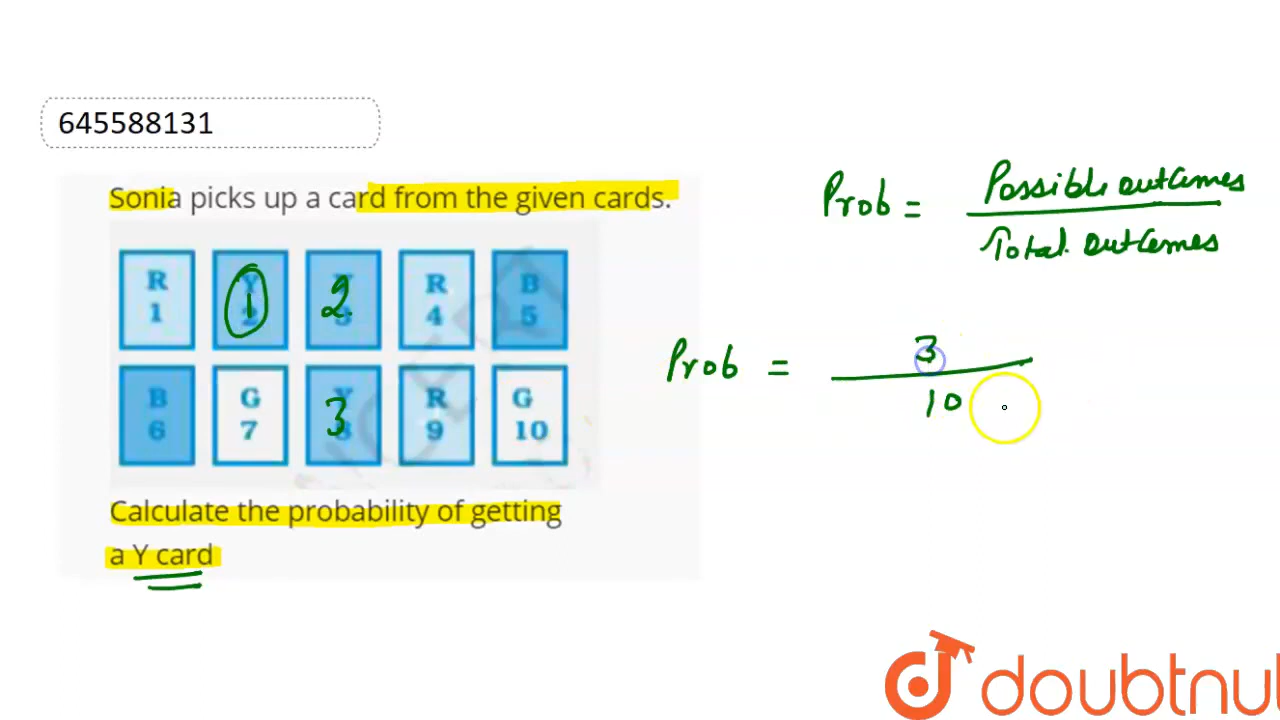 645588131
Sonia picks up a card from the given cards.
Prob = Possible outcomes
Total outcomes
R Y 2 R B
1 1 4 5
B G Y R G
6 7 3 9 10
Prob = 3
10
Calculate the probability of getting
a Y card
doubtnut